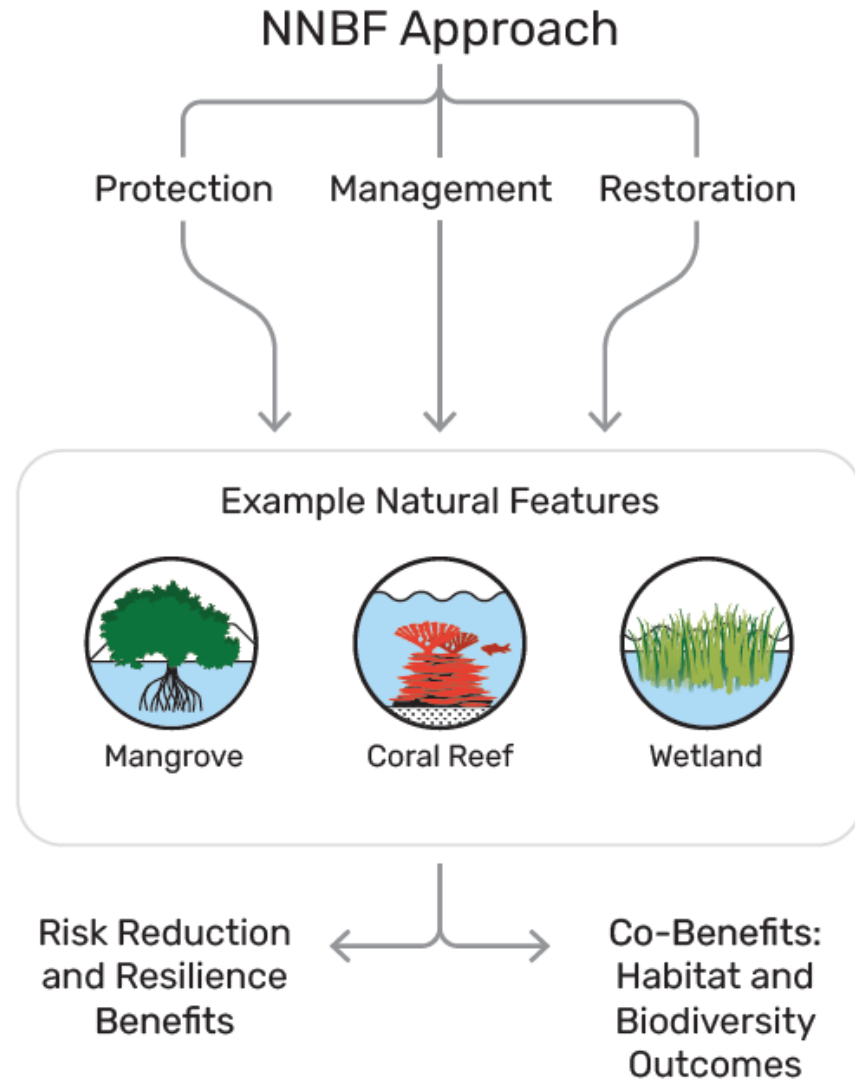 NNBF Approach
Protection
Management
Restoration
Example Natural Features
Mangrove
Coral Reef
Wetland
Risk Reduction
and Resilience
Benefits
Co-Benefits:
Habitat and
Biodiversity
Outcomes